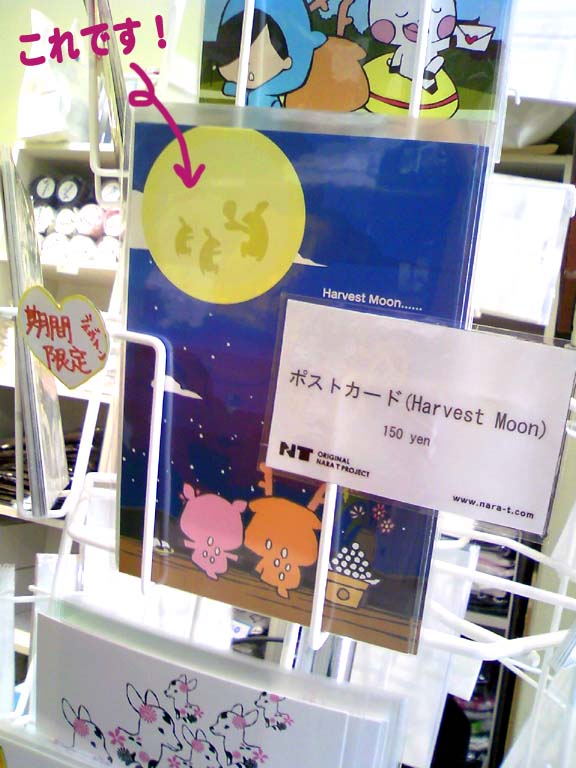 これです!
Harvest Moon......
期間
限定
ポストカード(Harvest Moon)
150 yen
NT ORIGINAL
NARA T PROJECT
www.nara-t.com